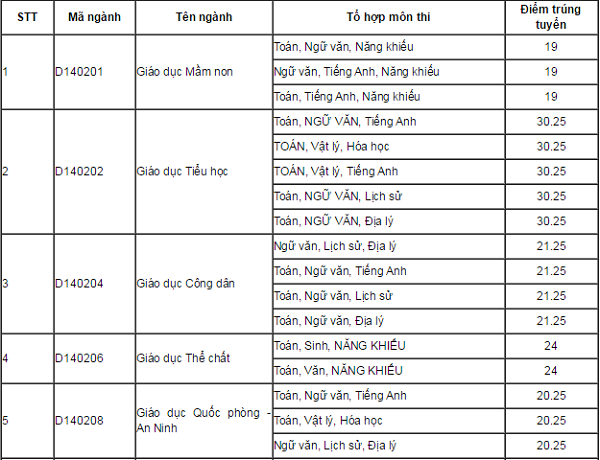 STT Mã ngành Tên ngành Tổ hợp môn thi Điểm trúng tuyển
1 D140201 Giáo dục Mầm non
Toán, Ngữ văn, Năng khiếu 19
Ngữ văn, Tiếng Anh, Năng khiếu 19
Toán, Tiếng Anh, Năng khiếu 19
2 D140202 Giáo dục Tiểu học
Toán, NGỮ VĂN, Tiếng Anh 30.25
TOÁN, Vật lý, Hóa học 30.25
TOÁN, Vật lý, Tiếng Anh 30.25
Toán, NGỮ VĂN, Lịch sử 30.25
Toán, NGỮ VĂN, Địa lý 30.25
3 D140204 Giáo dục Công dân
Ngữ văn, Lịch sử, Địa lý 21.25
Toán, Ngữ văn, Tiếng Anh 21.25
Toán, Ngữ văn, Lịch sử 21.25
Toán, Ngữ văn, Địa lý 21.25
4 D140206 Giáo dục Thể chất
Toán, Sinh, NĂNG KHIẾU 24
Toán, Văn, NĂNG KHIẾU 24
5 D140208 Giáo dục Quốc phòng -
An Ninh
Toán, Ngữ văn, Tiếng Anh 20.25
Toán, Vật lý, Hóa học 20.25
Ngữ văn, Lịch sử, Địa lý 20.25